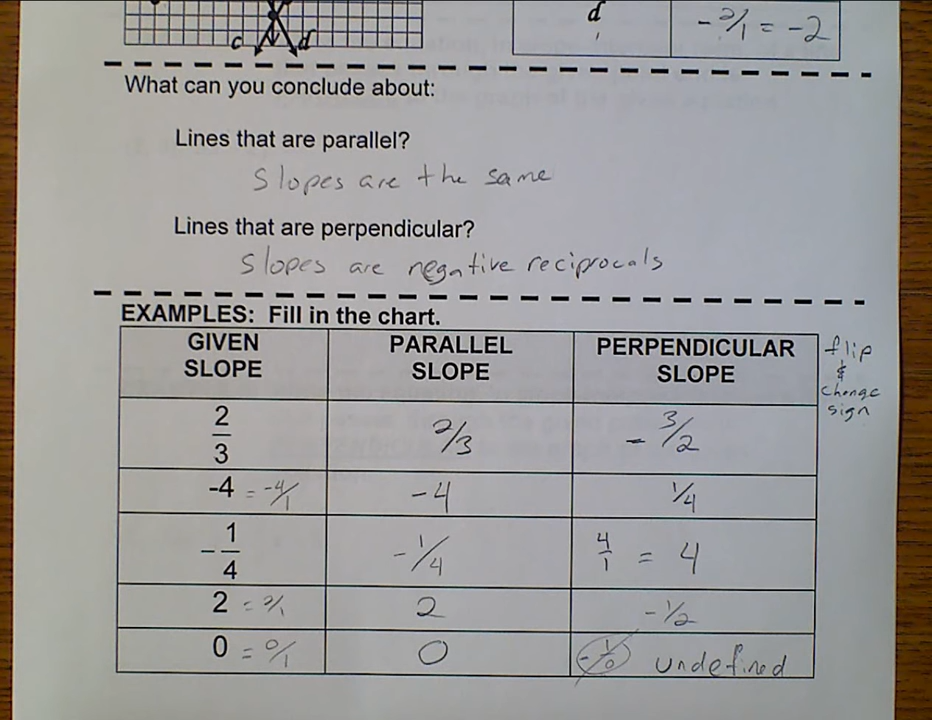 c d
d
- 2/1 = -2
What can you conclude about:
Lines that are parallel?
Slopes are the same
Lines that are perpendicular?
Slopes are negative reciprocals
EXAMPLES: Fill in the chart.
GIVEN SLOPE PARALLEL SLOPE PERPENDICULAR SLOPE
flip & change sign
2/3 2/3 - 3/2
-4 = -4/1 -4 1/4
- 1/4 - 1/4 4/1 = 4
2 = 2/1 2 - 1/2
0 = 0/1 0 - 1/0 undefined